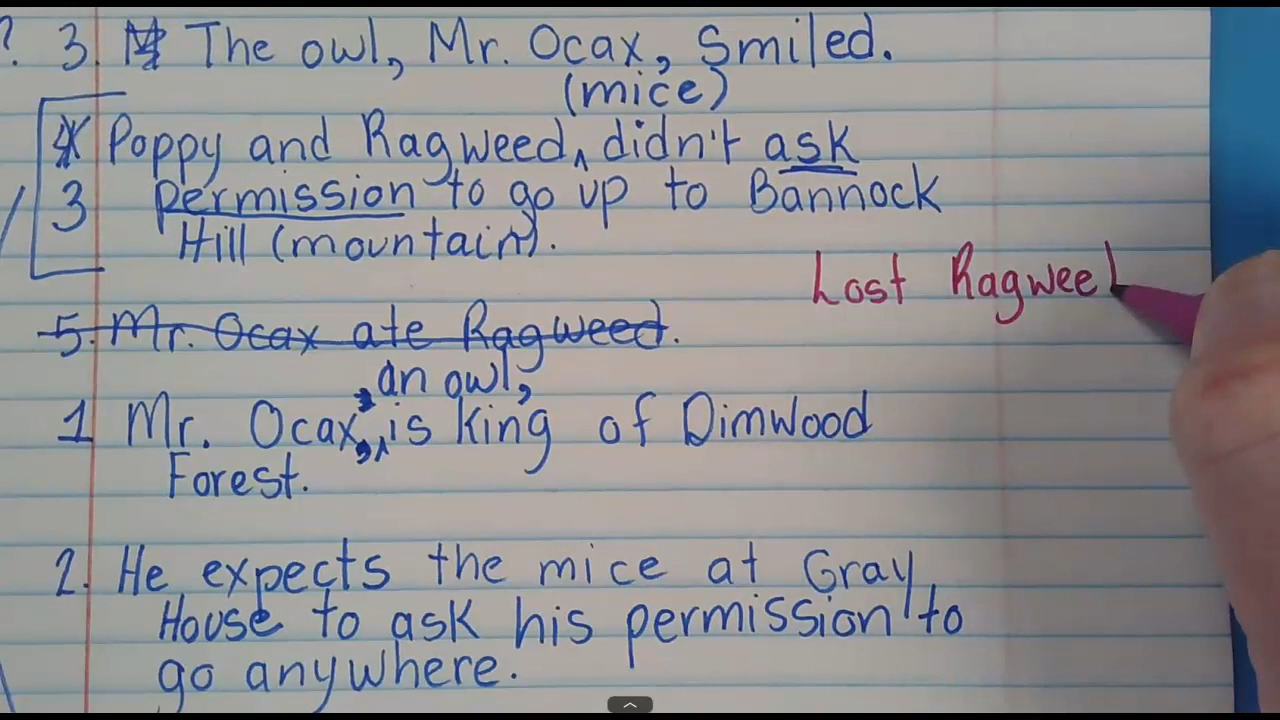 ? 3. The owl, Mr. Ocax, Smiled.
(mice)
Poppy and Ragweed ^ didn't ask
3 permission to go up to Bannock
Hill (mountain).
Lost Ragweed
5. Mr. Ocax ate Ragweed.
, an owl,
1 Mr. Ocax, ^ is king of Dimwood
Forest.
2. He expects the mice at Gray
House to ask his permission to
go anywhere.